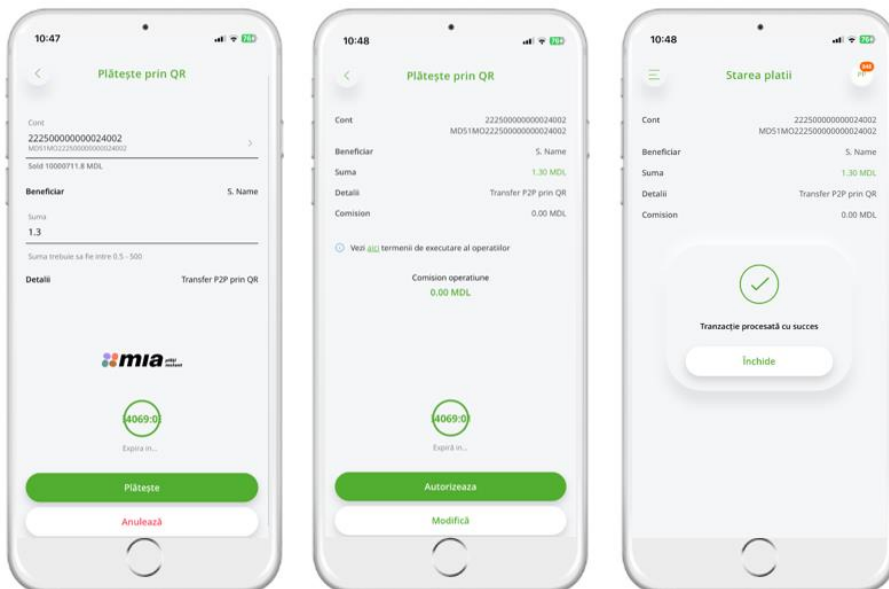 10:47
Plătește prin QR
Cont
222500000000024002
MD51MO222500000000024002
Sold 10000711.8 MDL
Beneficiar S. Name
Suma
1.3
Suma trebuie sa fie intre 0.5 - 500
Detalii Transfer P2P prin QR
mia plăți instant
4069:0
Expira in...
Plătește
Anulează
10:48
Plătește prin QR
Cont 222500000000024002
MD51MO222500000000024002
Beneficiar S. Name
Suma 1.30 MDL
Detalii Transfer P2P prin QR
Comision 0.00 MDL
Vezi aici termenii de executare al operatiilor
Comision operatiune
0.00 MDL
4069:0
Expiră in...
Autorizeaza
Modifică
10:48
Starea platii
Cont 222500000000024002
MD51MO222500000000024002
Beneficiar S. Name
Suma 1.30 MDL
Detalii Transfer P2P prin QR
Comision 0.00 MDL
Tranzacție procesată cu succes
Închide